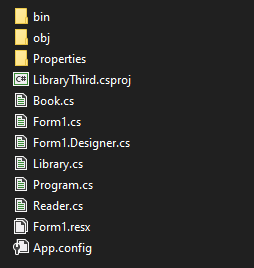 bin
obj
Properties
C# LibraryThird.csproj
Book.cs
Form1.cs
Form1.Designer.cs
Library.cs
Program.cs
Reader.cs
Form1.resx
App.config